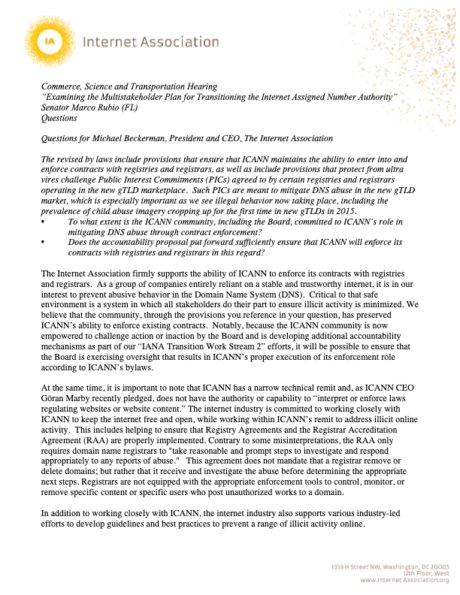 IA Internet Association
Commerce, Science and Transportation Hearing
"Examining the Multistakeholder Plan for Transitioning the Internet Assigned Number Authority"
Senator Marco Rubio (FL)
Questions
Questions for Michael Beckerman, President and CEO, The Internet Association
The revised by laws include provisions that ensure that ICANN maintains the ability to enter into and
enforce contracts with registries and registrars, as well as include provisions that protect from ultra
vires challenge Public Interest Commitments (PICs) agreed to by certain registries and registrars
operating in the new gTLD marketplace. Such PICs are meant to mitigate DNS abuse in the new gTLD
market, which is especially important as we see illegal behavior now taking place, including the
prevalence of child abuse imagery cropping up for the first time in new gTLDs in 2015.
• To what extent is the ICANN community, including the Board, committed to ICANN's role in
mitigating DNS abuse through contract enforcement?
• Does the accountability proposal put forward sufficiently ensure that ICANN will enforce its
contracts with registries and registrars in this regard?
The Internet Association firmly supports the ability of ICANN to enforce its contracts with registries
and registrars. As a group of companies entirely reliant on a stable and trustworthy internet, it is in our
interest to prevent abusive behavior in the Domain Name System (DNS). Critical to that safe
environment is a system in which all stakeholders do their part to ensure illicit activity is minimized. We
believe that the community, through the provisions you reference in your question, has preserved
ICANN's ability to enforce existing contracts. Notably, because the ICANN community is now
empowered to challenge action or inaction by the Board and is developing additional accountability
mechanisms as part of our "IANA Transition Work Stream 2" efforts, it will be possible to ensure that
the Board is exercising oversight that results in ICANN's proper execution of its enforcement role
according to ICANN's bylaws.
At the same time, it is important to note that ICANN has a narrow technical remit and, as ICANN CEO
Göran Marby recently pledged, does not have the authority or capability to "interpret or enforce laws
regulating websites or website content." The internet industry is committed to working closely with
ICANN to keep the internet free and open, while working within ICANN's remit to address illicit online
activity. This includes helping to ensure that Registry Agreements and the Registrar Accreditation
Agreement (RAA) are properly implemented. Contrary to some misinterpretations, the RAA only
requires domain name registrars to "take reasonable and prompt steps to investigate and respond
appropriately to any reports of abuse." This agreement does not mandate that a registrar remove or
delete domains; but rather that it receive and investigate the abuse before determining the appropriate
next steps. Registrars are not equipped with the appropriate enforcement tools to control, monitor, or
remove specific content or specific users who post unauthorized works to a domain.
In addition to working closely with ICANN, the internet industry also supports various industry-led
efforts to develop guidelines and best practices to prevent a range of illicit activity online.
1333 H Street NW, Washington, DC 20005
12th Floor, West
www.internetassociation.org